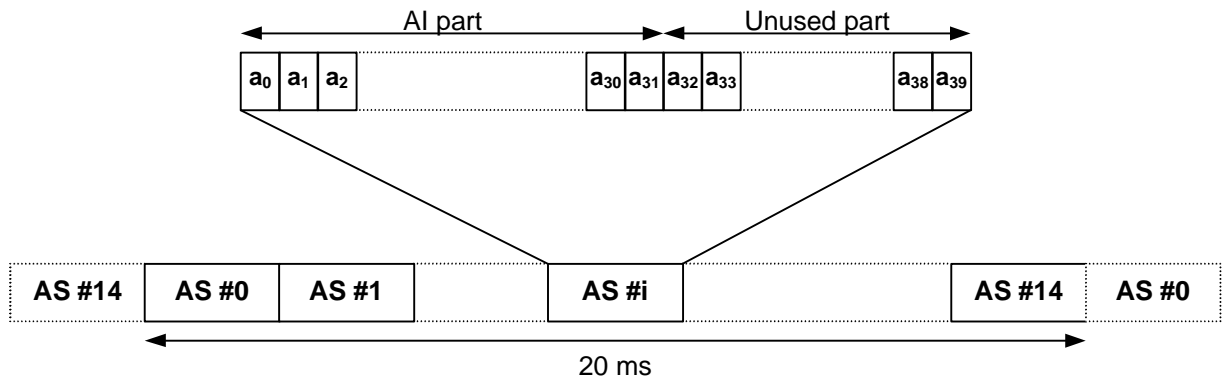 AI part Unused part
a0 a1 a2 a30 a31 a32 a33 a38 a39
AS #14 AS #0 AS #1 AS #i AS #14 AS #0
20 ms